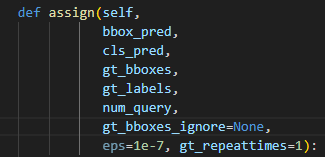 def assign(self,
bbox_pred,
cls_pred,
gt_bboxes,
gt_labels,
num_query,
gt_bboxes_ignore=None,
eps=1e-7, gt_repeattimes=1):